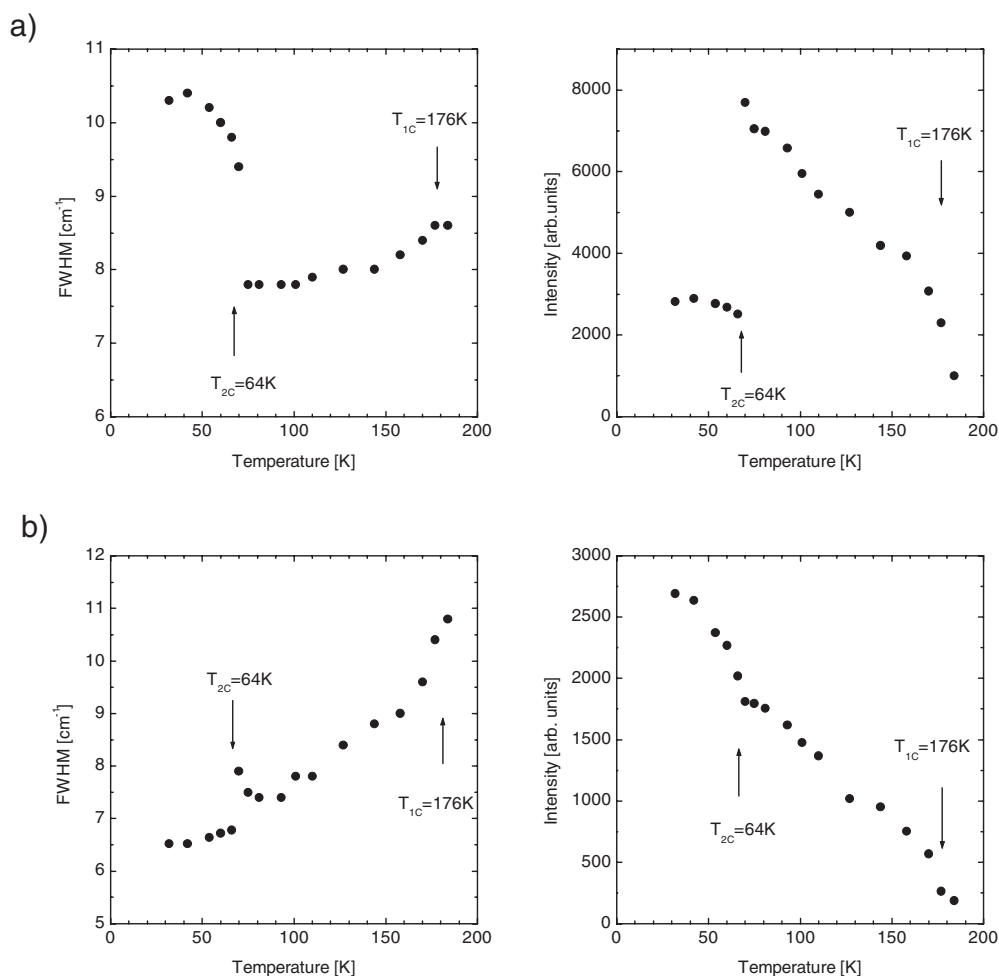 a)
11
10
9
8
7
6
FWHM [cm-1]
T1C=176K
T2C=64K
0 50 100 150 200
Temperature [K]
8000
6000
4000
2000
0
Intensity [arb.units]
T1C=176K
T2C=64K
0 50 100 150 200
Temperature [K]
b)
12
11
10
9
8
7
6
5
FWHM [cm-1]
T2C=64K
T1C=176K
0 50 100 150 200
Temperature [K]
3000
2500
2000
1500
1000
500
0
Intensity [arb. units]
T1C=176K
T2C=64K
0 50 100 150 200
Temperature [K]